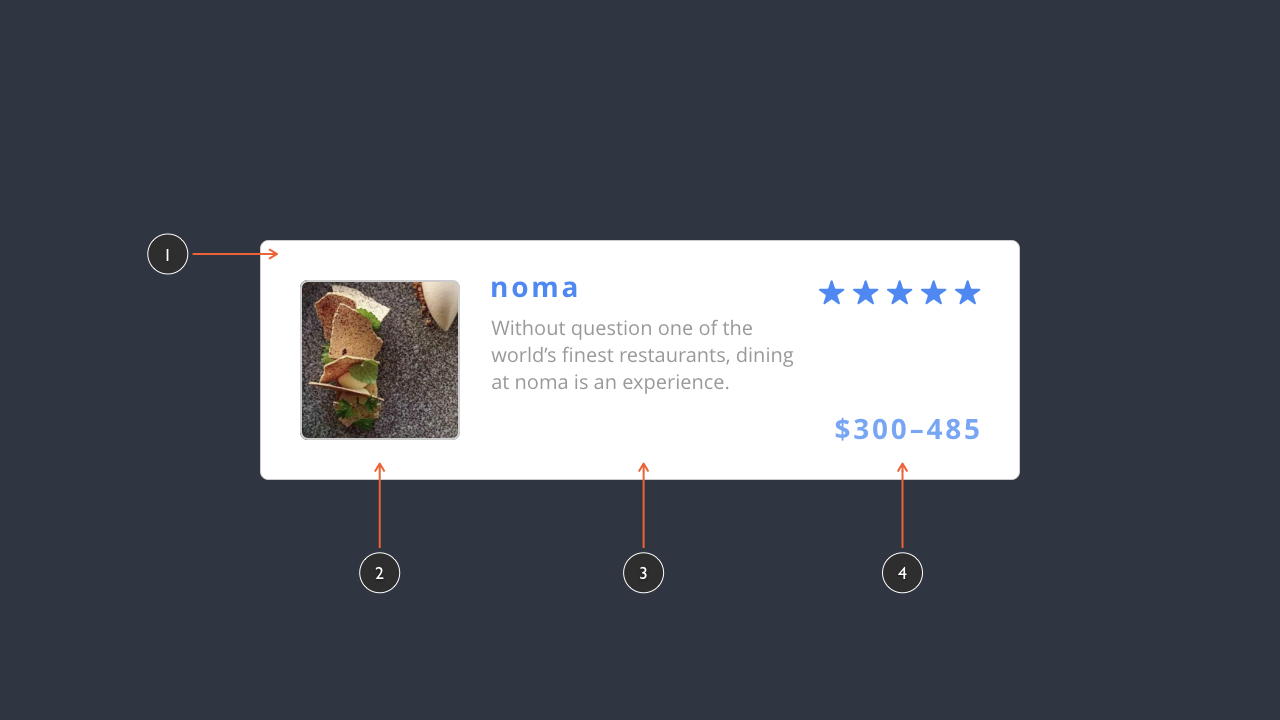 1
noma
Without question one of the
world’s finest restaurants, dining
at noma is an experience.
$300–485
2
3
4